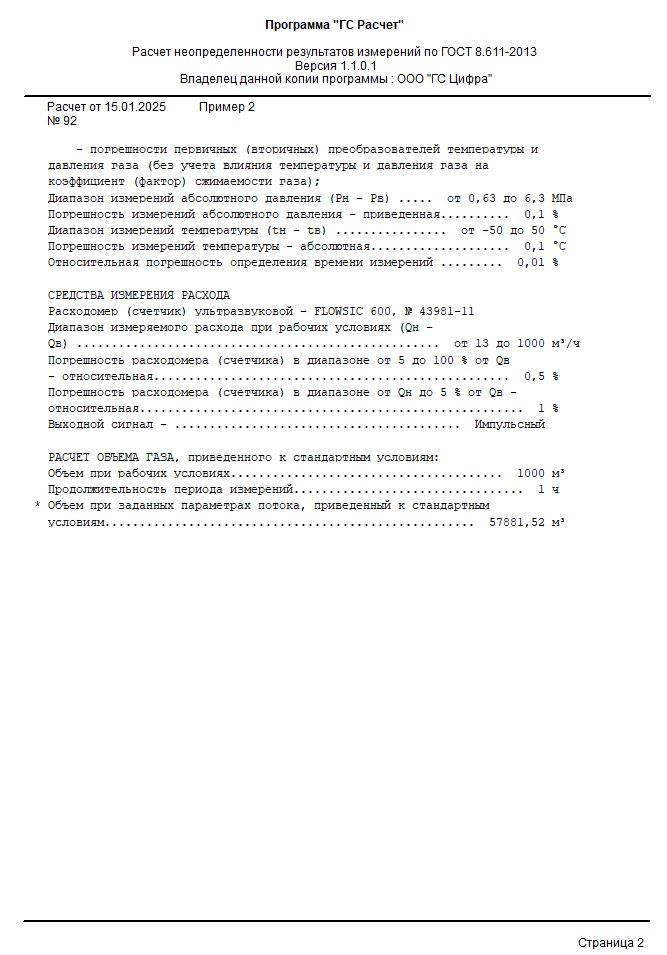 Программа "ГС Расчет"
Расчет неопределенности результатов измерений по ГОСТ 8.611-2013
Версия 1.1.0.1
Владелец данной копии программы : ООО "ГС Цифра"
Расчет от 15.01.2025 Пример 2
№ 92
- погрешности первичных (вторичных) преобразователей температуры и
давления газа (без учета влияния температуры и давления газа на
коэффициент (фактор) сжимаемости газа);
Диапазон измерений абсолютного давления (Рн - Рв) ..... от 0,63 до 6,3 МПа
Погрешность измерений абсолютного давления - приведенная.......... 0,1 %
Диапазон измерений температуры (tн - tв) ................ от -50 до 50 °С
Погрешность измерений температуры - абсолютная.................... 0,1 °С
Относительная погрешность определения времени измерений ......... 0,01 %
СРЕДСТВА ИЗМЕРЕНИЯ РАСХОДА
Расходомер (счетчик) ультразвуковой - FLOWSIC 600, № 43981-11
Диапазон измеряемого расхода при рабочих условиях (Qн -
Qв) .................................................... от 13 до 1000 м³/ч
Погрешность расходомера (счетчика) в диапазоне от 5 до 100 % от Qв
- относительная................................................... 0,5 %
Погрешность расходомера (счетчика) в диапазоне от Qн до 5 % от Qв -
относительная....................................................... 1 %
Выходной сигнал - ......................................... Импульсный
РАСЧЕТ ОБЪЕМА ГАЗА, приведенного к стандартным условиям:
Объем при рабочих условиях....................................... 1000 м³
Продолжительность периода измерений................................. 1 ч
* Объем при заданных параметрах потока, приведенный к стандартным
условиям..................................................... 57881,52 м³
Страница 2